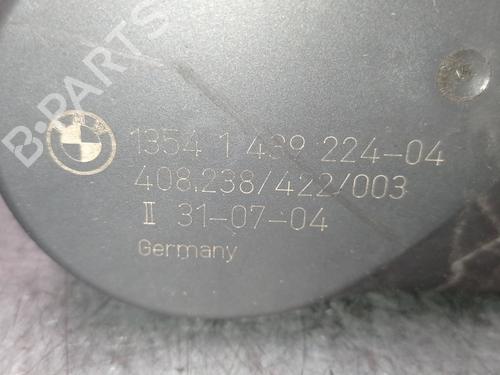 B-PARTS
1354 1 439 224-04
408.238/422/003
II 31-07-04
Germany